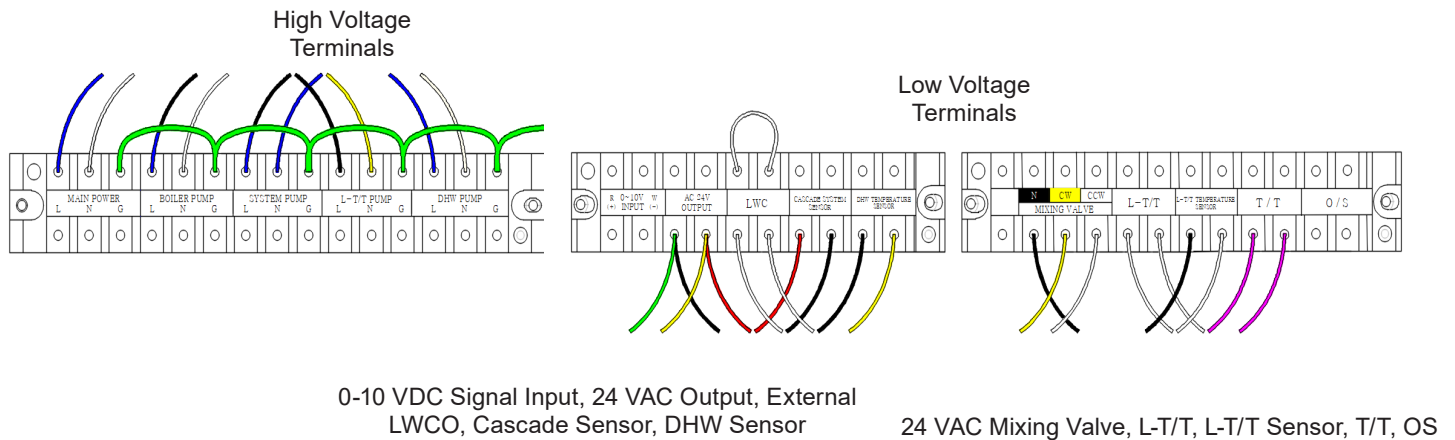 High Voltage
Terminals
Low Voltage
Terminals
MAIN POWER
L N G
BOILER PUMP
L N G
SYSTEM PUMP
L N G
L-T/T PUMP
L N G
DHW PUMP
L N G
R 0~10V W
(+) INPUT (-)
AC 24V
OUTPUT
LWC
CASCADE SYSTEM
SENSOR
DHW TEMPERATURE
SENSOR
N CW CCW
MIXING VALVE
L-T/T
L-T/T TEMPERATURE
SENSOR
T/T
O/S
0-10 VDC Signal Input, 24 VAC Output, External
LWCO, Cascade Sensor, DHW Sensor
24 VAC Mixing Valve, L-T/T, L-T/T Sensor, T/T, OS